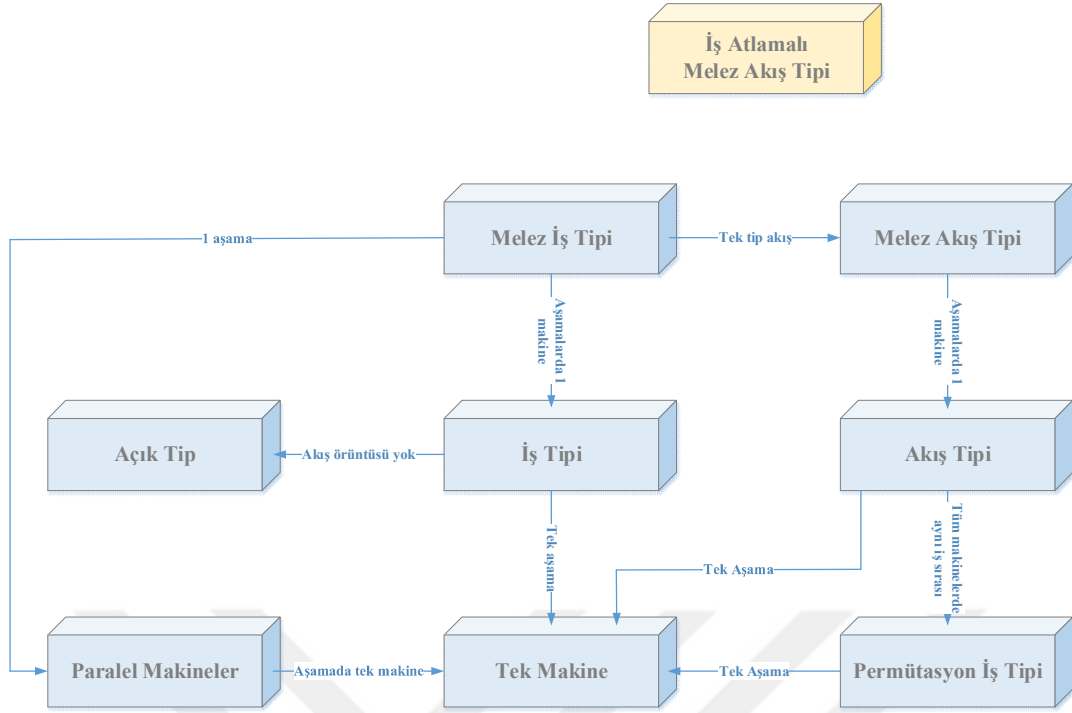 İş Atlamalı
Melez Akış Tipi
Melez İş Tipi
Melez Akış Tipi
1 aşama
Tek tip akış
Aşamalarda 1
makine
Aşamalarda 1
makine
Açık Tip
Akış örüntüsü yok
İş Tipi
Akış Tipi
Tek aşama
Tek Aşama
Tüm makinelerde
aynı iş sırası
Paralel Makineler
Aşamada tek makine
Tek Makine
Tek Aşama
Permütasyon İş Tipi